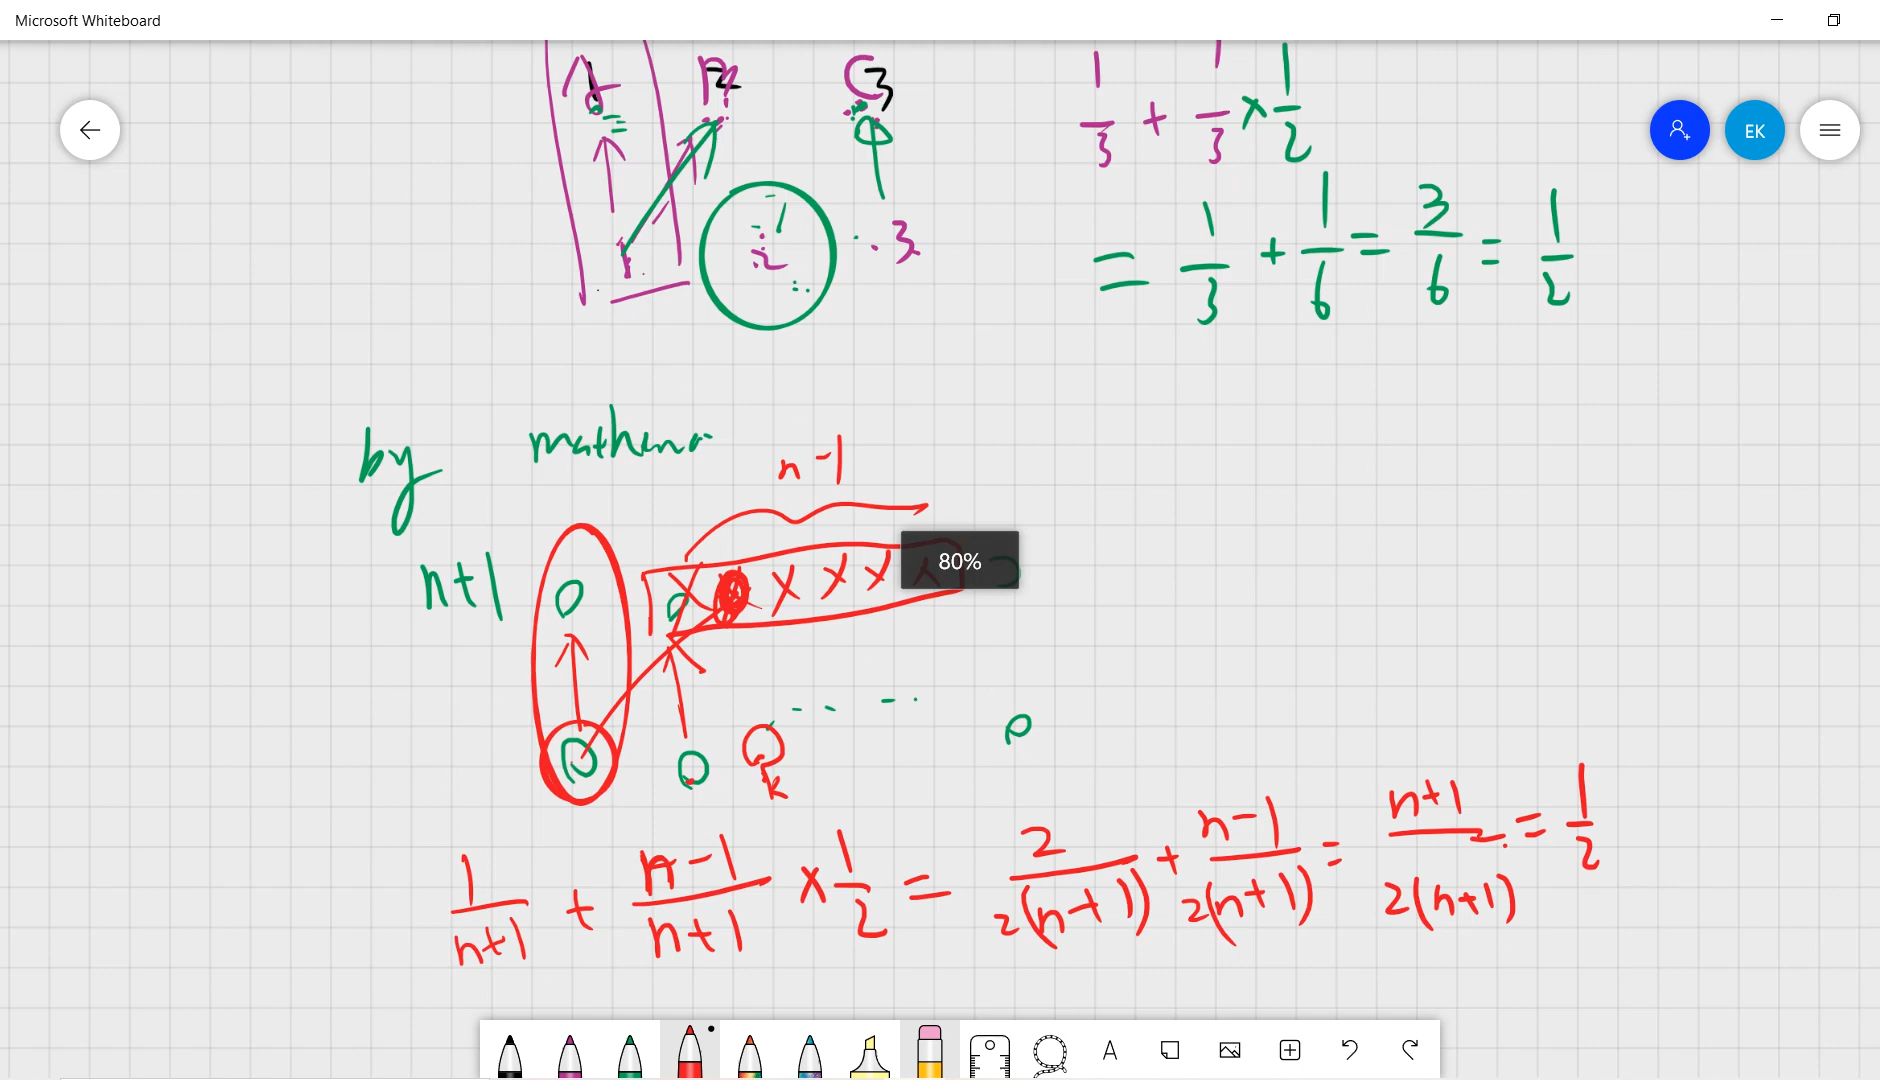 Microsoft Whiteboard
C 3
1/3 + 1/3 × 1/2
EK
= 1/3 + 1/6 = 3/6 = 1/2
1 2 3
by mathema
n-1
80%
n+1
k
1/(n+1) + (n-1)/(n+1) × 1/2 = 2/(2(n+1)) + (n-1)/(2(n+1)) = (n+1)/(2(n+1)) = 1/2
A